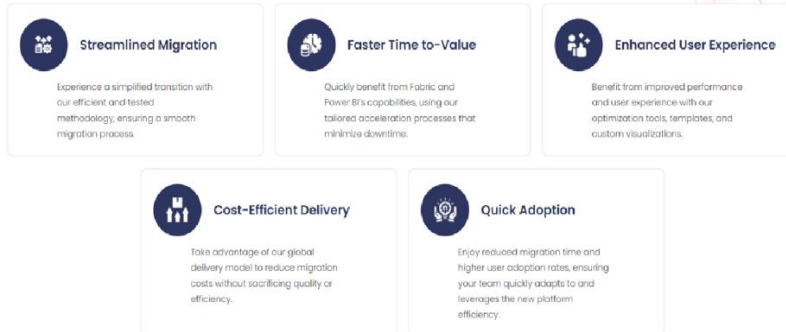 Streamlined Migration
Experience a simplified transition with
our efficient and tested
methodology, ensuring a smooth
migration process.
Faster Time to-Value
Quickly benefit from Fabric and
Power BI's capabilities, using our
tailored acceleration processes that
minimize downtime.
Enhanced User Experience
Benefit from improved performance
and user experience with our
optimization tools, templates, and
custom visualizations.
Cost-Efficient Delivery
Take advantage of our global
delivery model to reduce migration
costs without sacrificing quality or
efficiency.
Quick Adoption
Enjoy reduced migration time and
higher user adoption rates, ensuring
your team quickly adapts to and
leverages the new platform
efficiency.